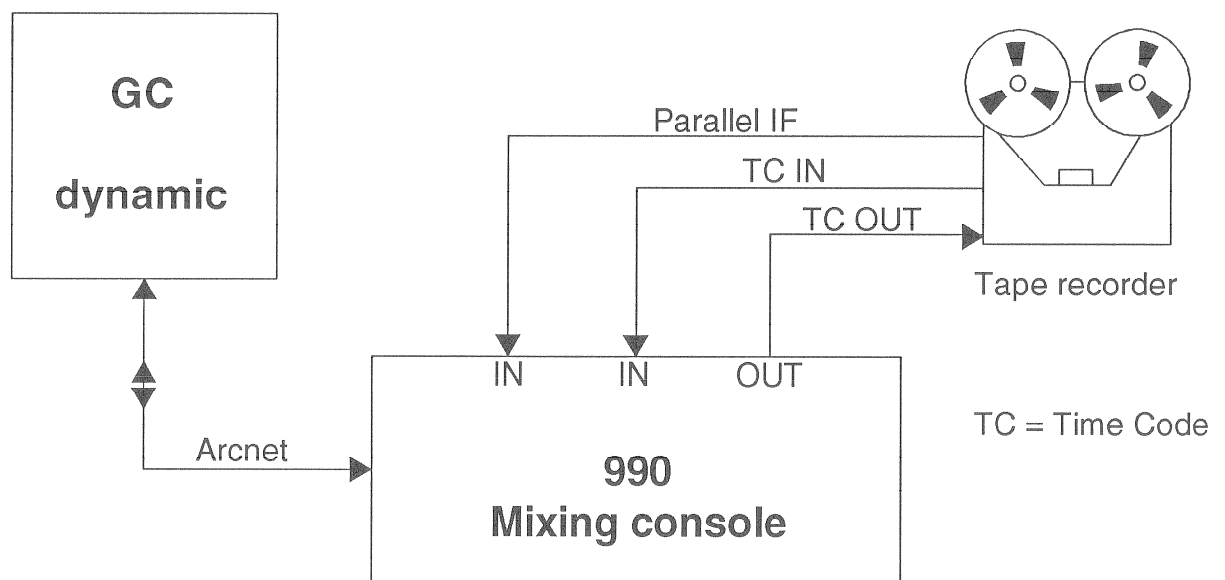 GC
dynamic
Parallel IF
TC IN
TC OUT
Tape recorder
IN
IN
OUT
TC = Time Code
Arcnet
990
Mixing console